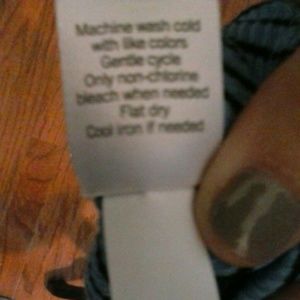 Machine wash cold
with like colors
Gentle cycle
Only non-chlorine
bleach when needed
Flat dry
Cool iron if needed